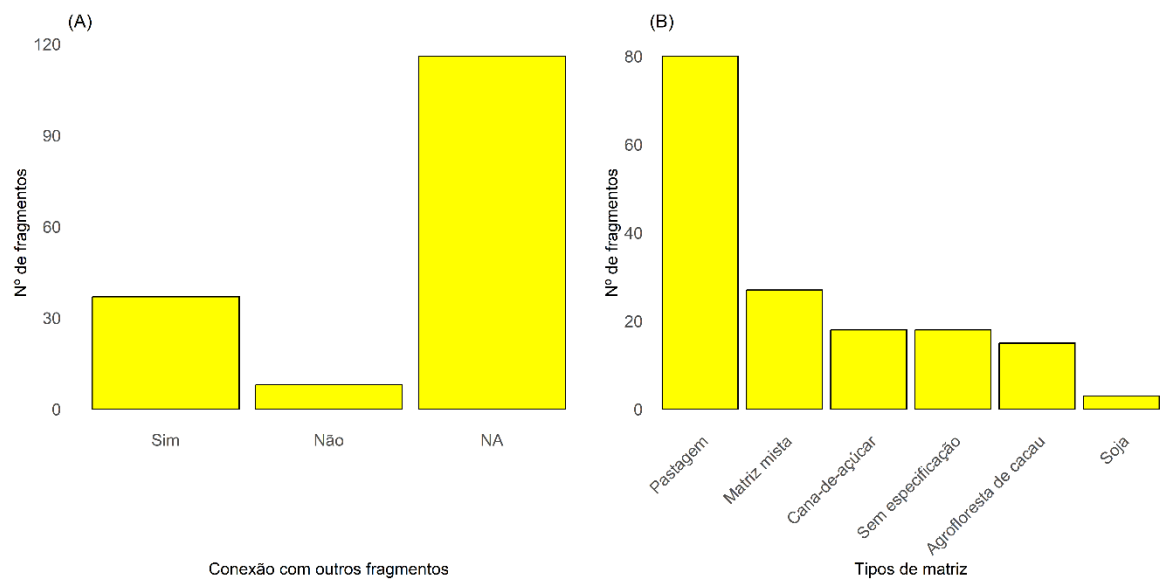 (A)
120
90
60
30
0
Nº de fragmentos
Sim
Não
NA
Conexão com outros fragmentos
(B)
80
60
40
20
0
Nº de fragmentos
Pastagem
Matriz mista
Cana-de-açúcar
Sem especificação
Agrofloresta de cacau
Soja
Tipos de matriz